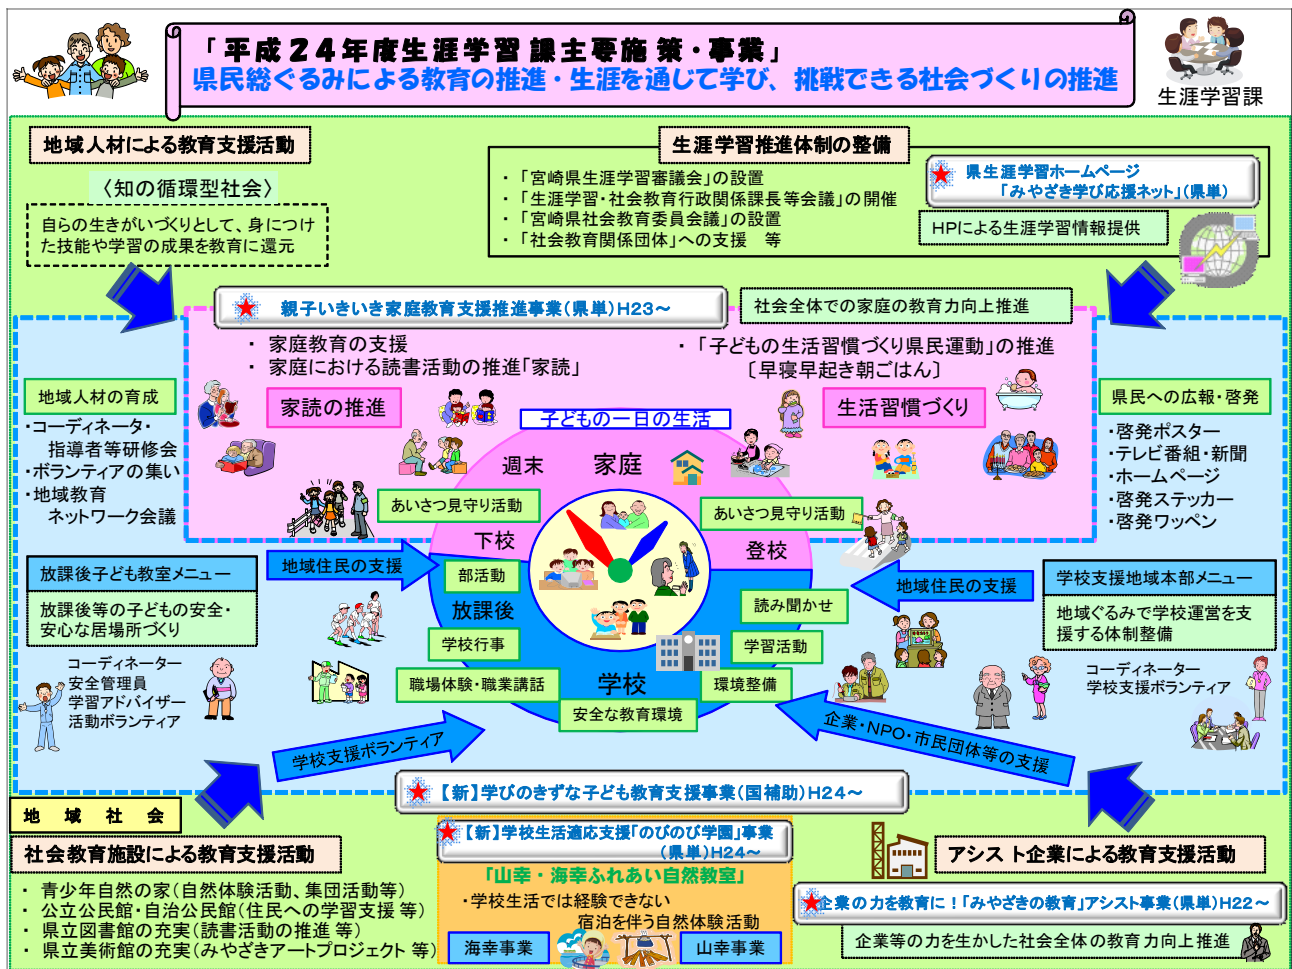 「平成２４年度生涯学習課主要施策・事業」
県民総ぐるみによる教育の推進・生涯を通じて学び、挑戦できる社会づくりの推進
生涯学習課
地域人材による教育支援活動
〈知の循環型社会〉
自らの生きがいづくりとして、身につけ
た技能や学習の成果を教育に還元
生涯学習推進体制の整備
・「宮崎県生涯学習審議会」の設置
・「生涯学習・社会教育行政関係課長等会議」の開催
・「宮崎県社会教育委員会議」の設置
・「社会教育関係団体」への支援　等
県生涯学習ホームページ
「みやざき学び応援ネット」(県単)
HPIによる生涯学習情報提供
親子いきいき家庭教育支援推進事業(県単)H23～
社会全体での家庭の教育力向上推進
・ 家庭教育の支援
・ 家庭における読書活動の推進「家読」
・「子どもの生活習慣づくり県民運動」の推進
〔早寝早起き朝ごはん〕
家読の推進
生活習慣づくり
地域人材の育成
・コーディネータ・
指導者等研修会
・ボランティアの集い
・地域教育
ネットワーク会議
県民への広報・啓発
・啓発ポスター
・テレビ番組・新聞
・ホームページ
・啓発ステッカー
・啓発ワッペン
子どもの一日の生活
週末
家庭
あいさつ見守り活動
あいさつ見守り活動
下校
登校
地域住民の支援
部活動
放課後
学校行事
職場体験・職業講話
学校
安全な教育環境
読み聞かせ
学習活動
環境整備
地域住民の支援
放課後子ども教室メニュー
放課後等の子どもの安全・
安心な居場所づくり
コーディネーター
安全管理員
学習アドバイザー
活動ボランティア
学校支援地域本部メニュー
地域ぐるみで学校運営を支
援する体制整備
コーディネーター
学校支援ボランティア
学校支援ボランティア
企業・NPO・市民団体等の支援
【新】学びのきずな子ども教育支援事業(国補助)H24～
地　域　社　会
社会教育施設による教育支援活動
・ 青少年自然の家(自然体験活動、集団活動等)
・ 公立公民館・自治公民館(住民への学習支援 等)
・ 県立図書館の充実(読書活動の推進 等)
・ 県立美術館の充実(みやざきアートプロジェクト 等)
【新】学校生活適応支援「のびのび学園」事業
(県単)H24～
「山幸・海幸ふれあい自然教室」
・学校生活では経験できない
宿泊を伴う自然体験活動
海幸事業
山幸事業
アシスト企業による教育支援活動
企業の力を教育に！「みやざきの教育」アシスト事業(県単)H22～
企業等の力を生かした社会全体の教育力向上推進